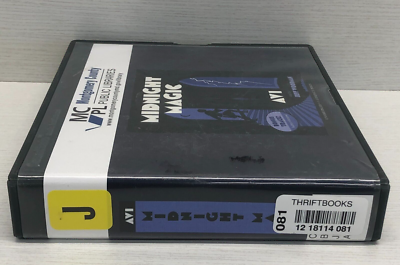 MC Montgomery County
PL PUBLIC LIBRARIES
MIDNIGHT
MAGIC
AVI
J
AVI
MIDNIGHT MA
THRIFTBOOKS
081
12 18114 081
C B J A